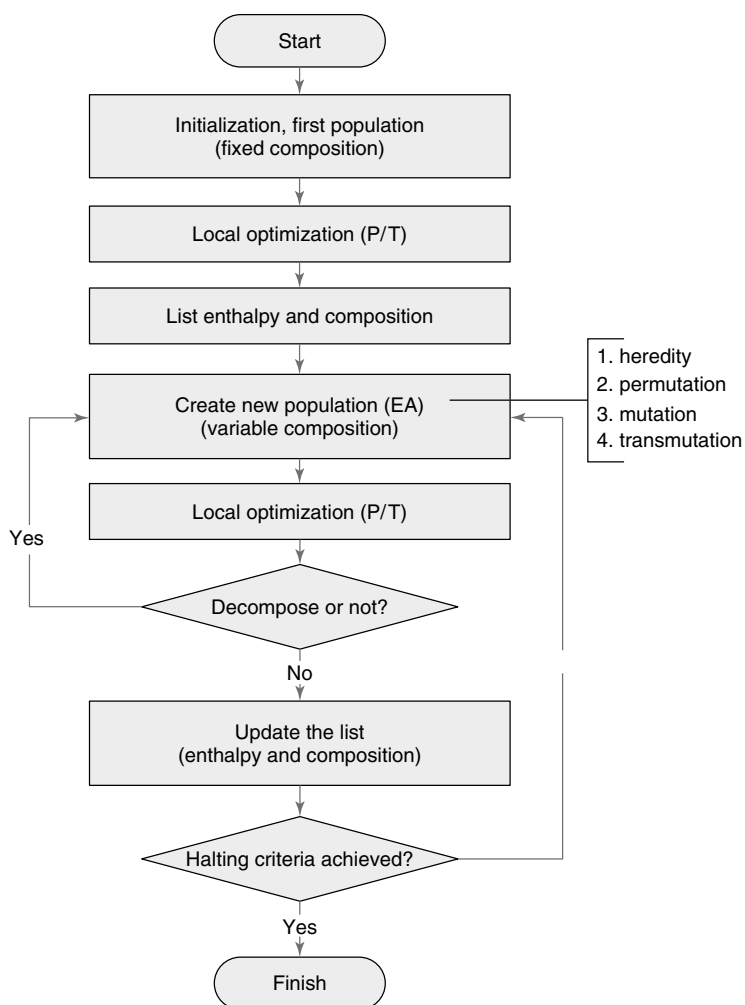 Start
Initialization, first population
(fixed composition)
Local optimization (P/T)
List enthalpy and composition
Create new population (EA)
(variable composition)
1. heredity
2. permutation
3. mutation
4. transmutation
Local optimization (P/T)
Yes
Decompose or not?
No
Update the list
(enthalpy and composition)
Halting criteria achieved?
Yes
Finish